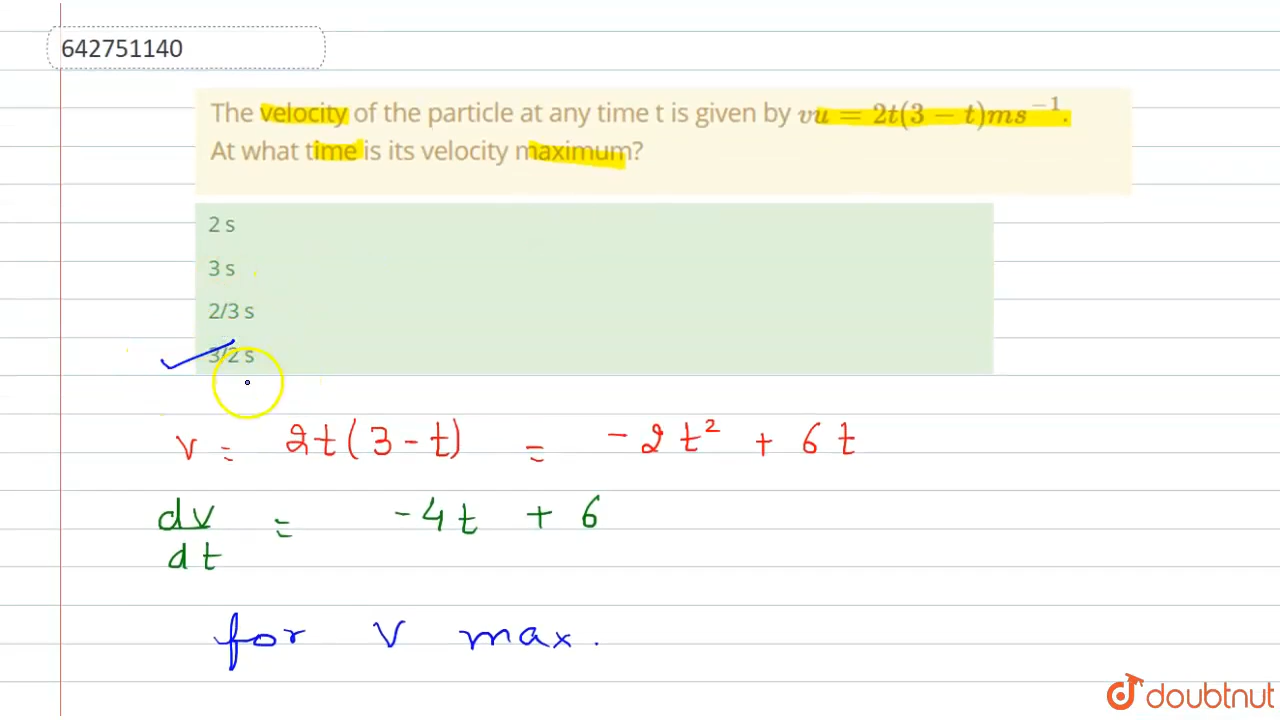 642751140
The velocity of the particle at any time t is given by vu = 2t(3 − t)ms⁻¹.
At what time is its velocity maximum?
2 s
3 s
2/3 s
3/2 s
v = 2t(3-t) = -2t² + 6t
dv/dt = -4t + 6
for v max.
doubtnut